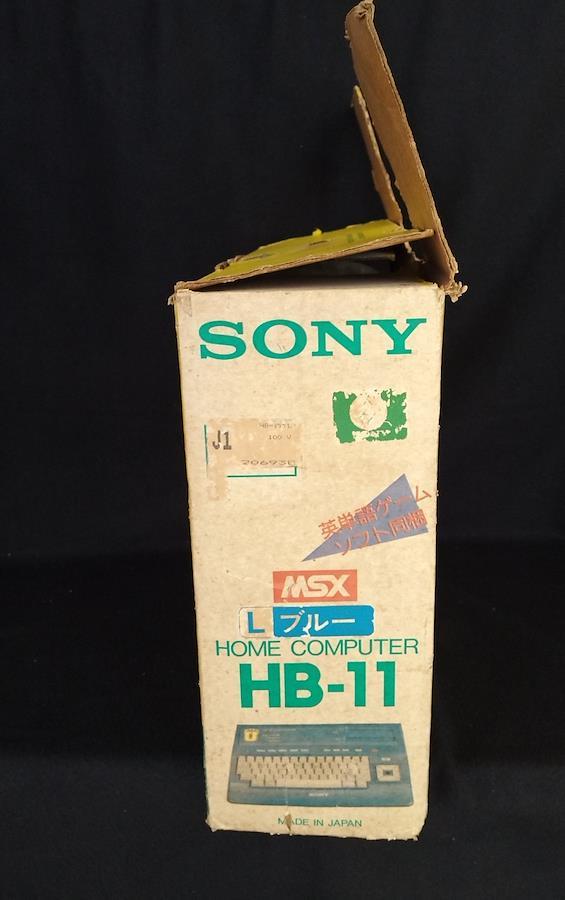 SONY
J1
100 V
20693E
英単語ゲーム
ソフト同梱
MSX
L ブルー
HOME COMPUTER
HB-11
SONY
MADE IN JAPAN